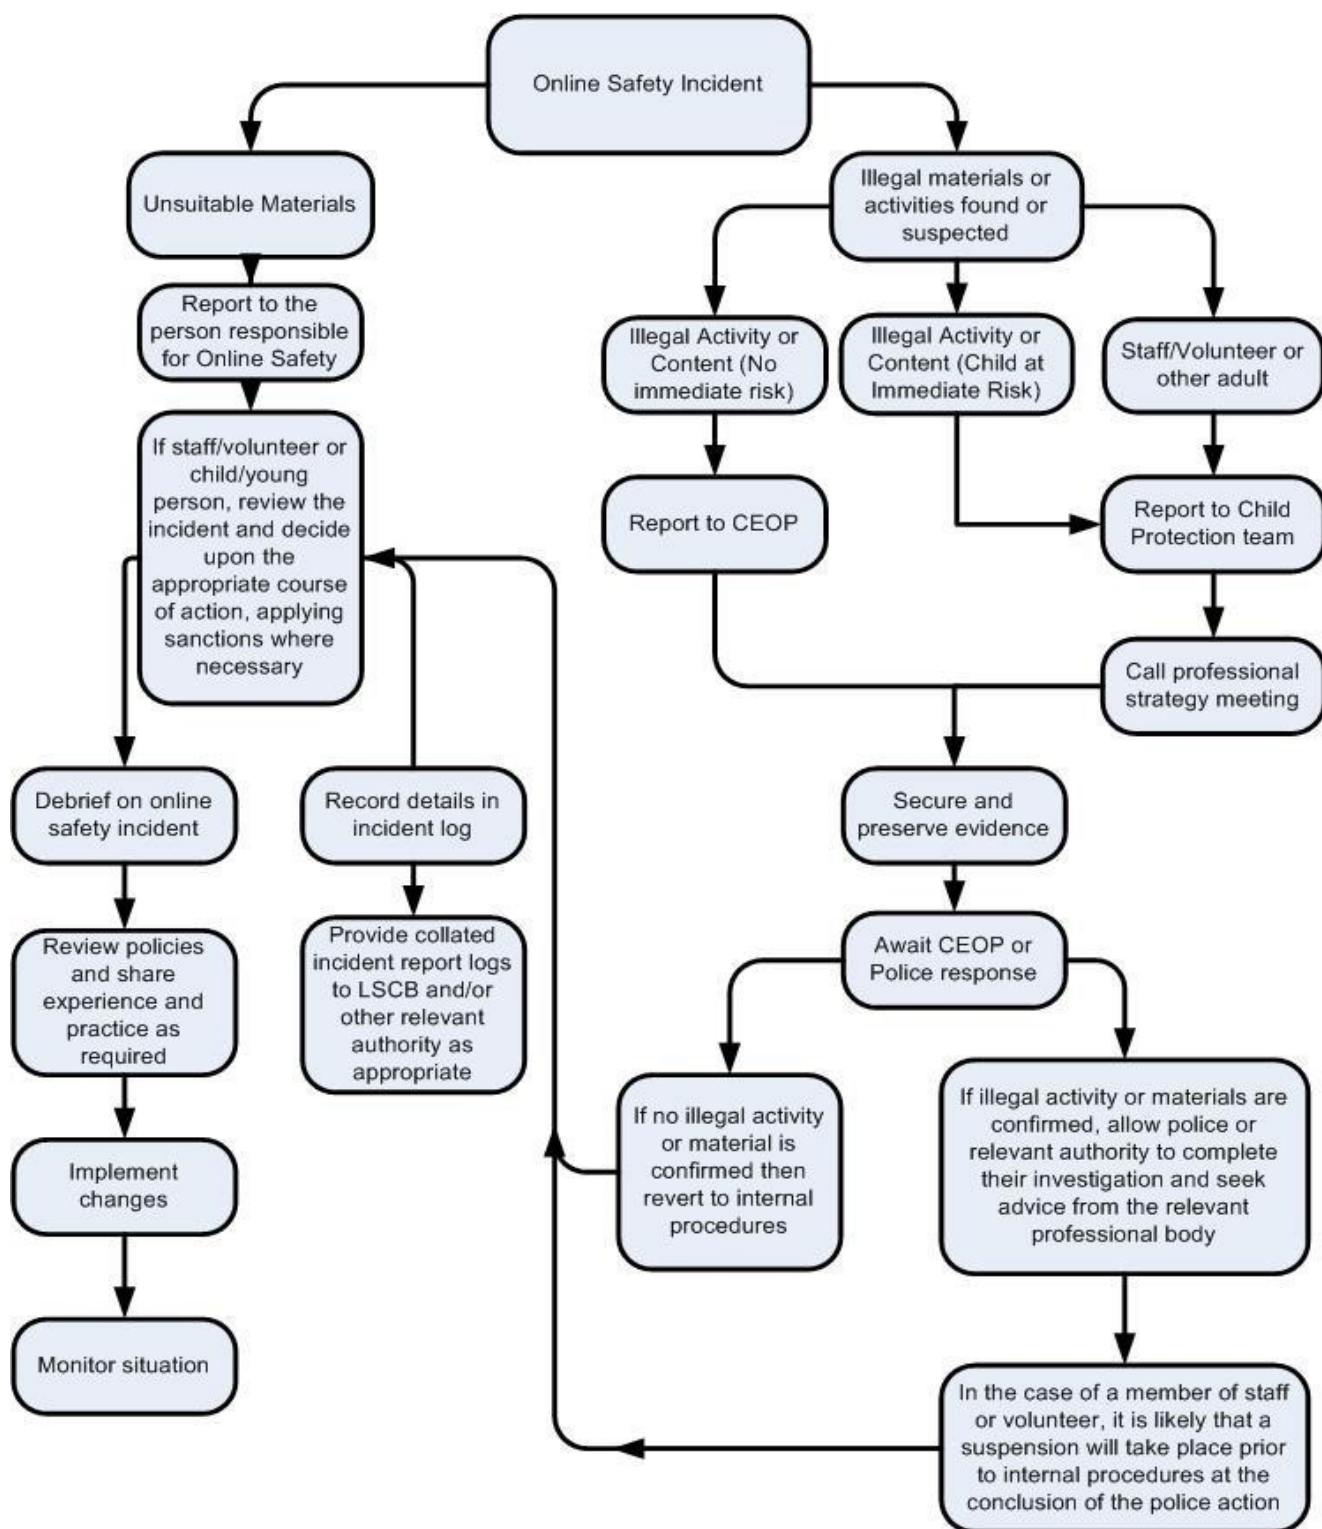 Online Safety Incident
Unsuitable Materials
Report to the
person responsible
for Online Safety
If staff/volunteer or
child/young
person, review the
incident and decide
upon the
appropriate course
of action, applying
sanctions where
necessary
Debrief on online
safety incident
Review policies
and share
experience and
practice as
required
Implement
changes
Monitor situation
Record details in
incident log
Provide collated
incident report logs
to LSCB and/or
other relevant
authority as
appropriate
Illegal materials or
activities found or
suspected
Illegal Activity or
Content (No
immediate risk)
Illegal Activity or
Content (Child at
Immediate Risk)
Staff/Volunteer or
other adult
Report to CEOP
Report to Child
Protection team
Call professional
strategy meeting
Secure and
preserve evidence
Await CEOP or
Police response
If no illegal activity
or material is
confirmed then
revert to internal
procedures
If illegal activity or materials are
confirmed, allow police or
relevant authority to complete
their investigation and seek
advice from the relevant
professional body
In the case of a member of staff
or volunteer, it is likely that a
suspension will take place prior
to internal procedures at the
conclusion of the police action